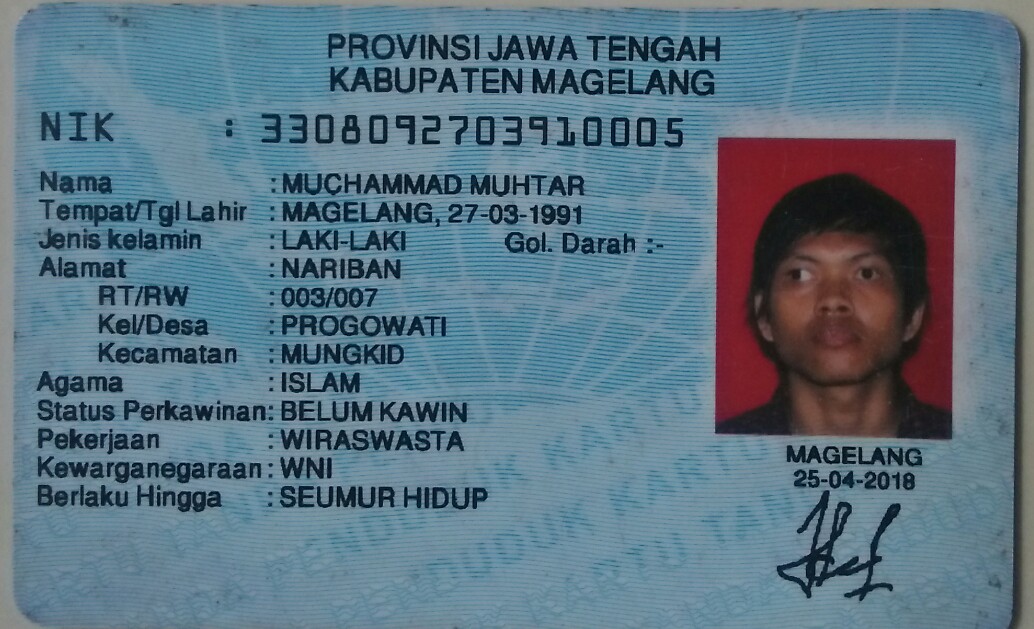 PROVINSI JAWA TENGAH
KABUPATEN MAGELANG
NIK : 3308092703910005
Nama : MUCHAMMAD MUHTAR
Tempat/Tgl Lahir : MAGELANG, 27-03-1991
Jenis kelamin : LAKI-LAKI Gol. Darah :-
Alamat : NARIBAN
RT/RW : 003/007
Kel/Desa : PROGOWATI
Kecamatan : MUNGKID
Agama : ISLAM
Status Perkawinan: BELUM KAWIN
Pekerjaan : WIRASWASTA
Kewarganegaraan: WNI
Berlaku Hingga : SEUMUR HIDUP
MAGELANG
25-04-2018